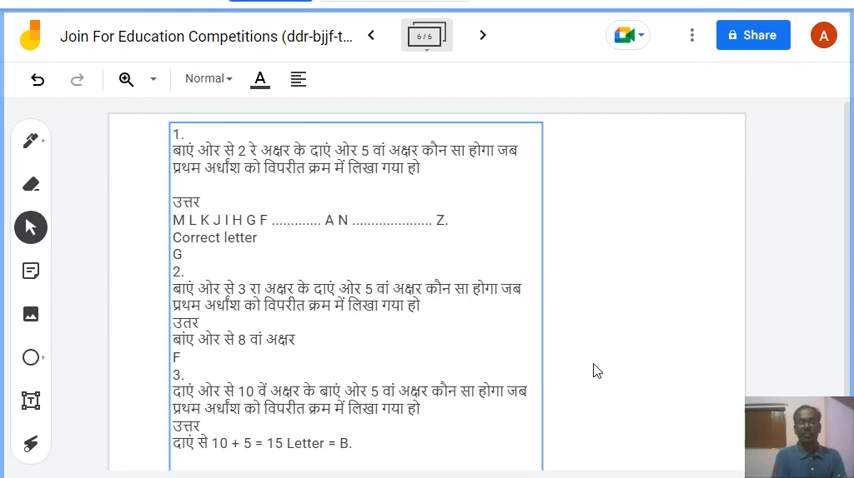 Join For Education Competitions (ddr-bjjf-t...
6 / 6
Share
A
Normal
A
1.
बाएं ओर से 2 रे अक्षर के दाएं ओर 5 वां अक्षर कौन सा होगा जब
प्रथम अर्धांश को विपरीत क्रम में लिखा गया हो
उत्तर
M L K J I H G F ............. A N ..................... Z.
Correct letter
G
2.
बाएं ओर से 3 रा अक्षर के दाएं ओर 5 वां अक्षर कौन सा होगा जब
प्रथम अर्धांश को विपरीत क्रम में लिखा गया हो
उतर
बांए ओर से 8 वां अक्षर
F
3.
दाएं ओर से 10 वें अक्षर के बाएं ओर 5 वां अक्षर कौन सा होगा जब
प्रथम अर्धांश को विपरीत क्रम में लिखा गया हो
उत्तर
दाएं से 10 + 5 = 15 Letter = B.